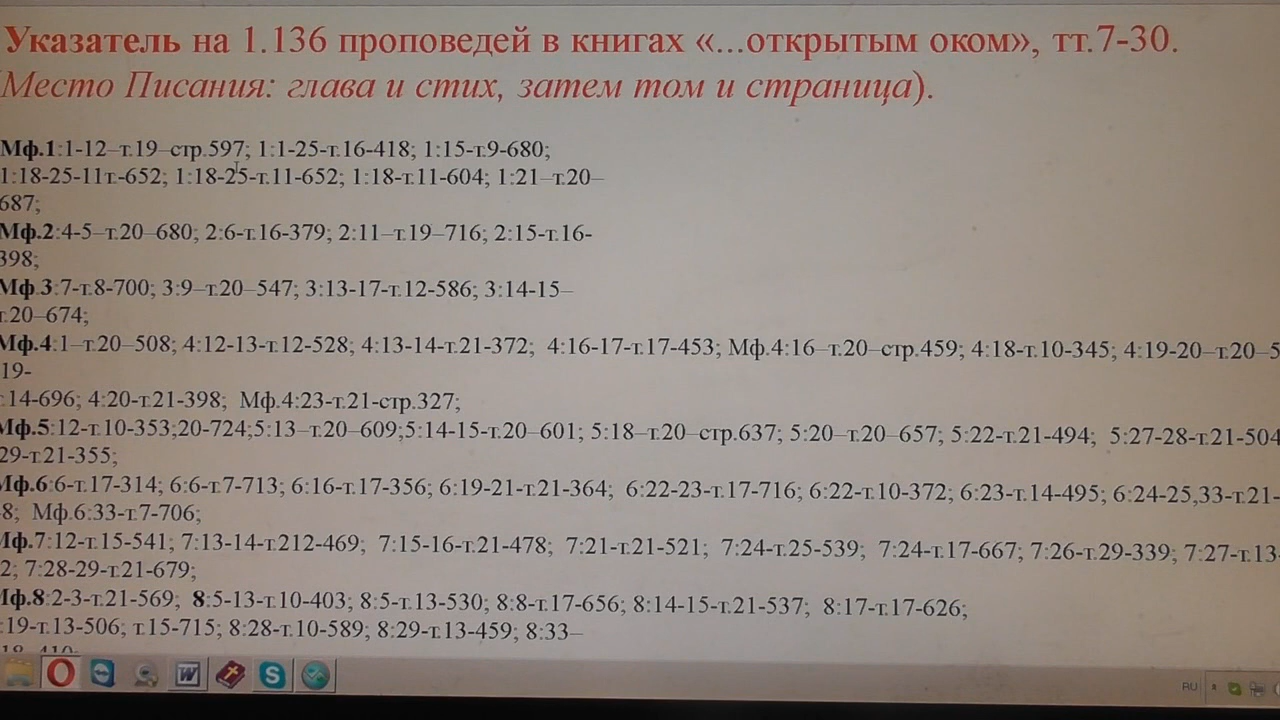 Указатель на 1.136 проповедей в книгах «...открытым оком», тт.7-30.
(Место Писания: глава и стих, затем том и страница).
Мф.1:1-12–т.19–стр.597; 1:1-25-т.16-418; 1:15-т.9-680;
1:18-25-11т.-652; 1:18-25-т.11-652; 1:18-т.11-604; 1:21–т.20–
687;
Мф.2:4-5–т.20–680; 2:6-т.16-379; 2:11–т.19–716; 2:15-т.16-
398;
Мф.3:7-т.8-700; 3:9–т.20–547; 3:13-17-т.12-586; 3:14-15–
т.20–674;
Мф.4:1–т.20–508; 4:12-13-т.12-528; 4:13-14-т.21-372; 4:16-17-т.17-453; Мф.4:16–т.20–стр.459; 4:18-т.10-345; 4:19-20–т.20–5
19-
:14-696; 4:20-т.21-398; Мф.4:23-т.21-стр.327;
Мф.5:12-т.10-353;20-724;5:13–т.20–609;5:14-15-т.20–601; 5:18–т.20–стр.637; 5:20–т.20–657; 5:22-т.21-494; 5:27-28-т.21-504
29-т.21-355;
Мф.6:6-т.17-314; 6:6-т.7-713; 6:16-т.17-356; 6:19-21-т.21-364; 6:22-23-т.17-716; 6:22-т.10-372; 6:23-т.14-495; 6:24-25,33-т.21-
-8; Мф.6:33-т.7-706;
Мф.7:12-т.15-541; 7:13-14-т.212-469; 7:15-16-т.21-478; 7:21-т.21-521; 7:24-т.25-539; 7:24-т.17-667; 7:26-т.29-339; 7:27-т.13-
2; 7:28-29-т.21-679;
Мф.8:2-3-т.21-569; 8:5-13-т.10-403; 8:5-т.13-530; 8:8-т.17-656; 8:14-15-т.21-537; 8:17-т.17-626;
:19-т.13-506; т.15-715; 8:28-т.10-589; 8:29-т.13-459; 8:33–
RU